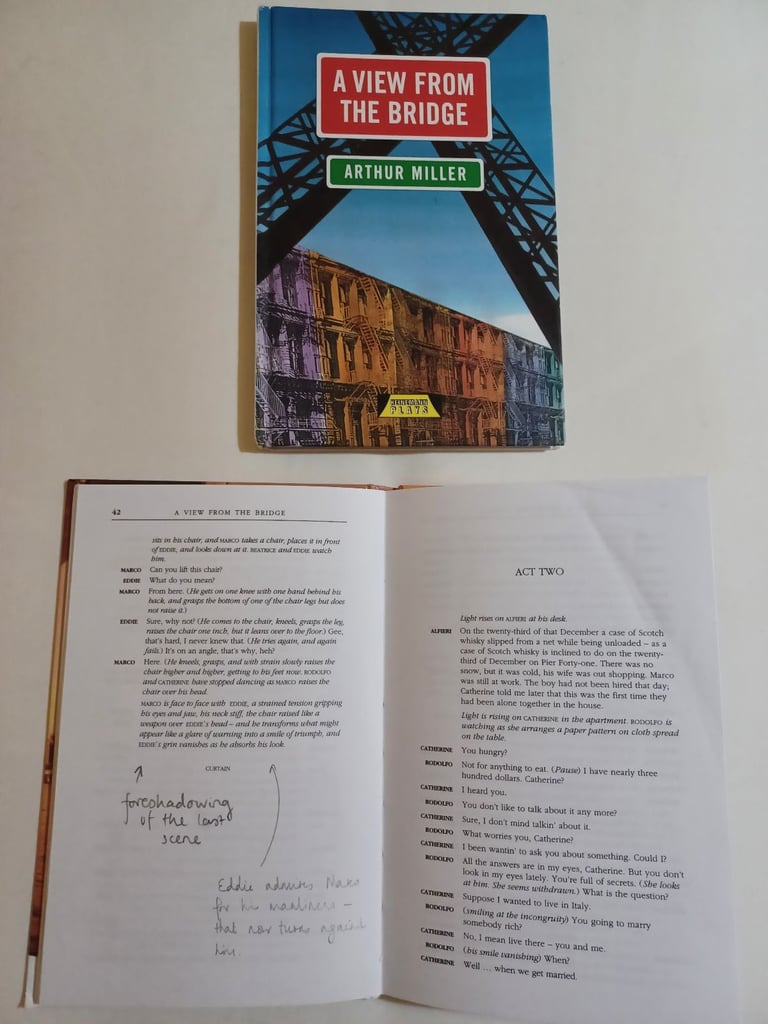 A VIEW FROM
THE BRIDGE
ARTHUR MILLER
HEINEMANN
PLAYS
42
A VIEW FROM THE BRIDGE
sits in his chair, and MARCO takes a chair, places it in front
of EDDIE, and looks down at it. BEATRICE and EDDIE watch
him.
MARCO Can you lift this chair?
EDDIE What do you mean?
MARCO From here. (He gets on one knee with one hand behind his
back, and grasps the bottom of one of the chair legs but does
not raise it.)
EDDIE Sure, why not! (He comes to the chair, kneels, grasps the leg,
raises the chair one inch, but it leans over to the floor.) Gee,
that's hard, I never knew that. (He tries again, and again
fails.) It's on an angle, that's why, heh?
MARCO Here. (He kneels, grasps, and with strain slowly raises the
chair higher and higher, getting to his feet now. RODOLFO
and CATHERINE have stopped dancing as MARCO raises the
chair over his head.
MARCO is face to face with EDDIE, a strained tension gripping
his eyes and jaw, his neck stiff, the chair raised like a
weapon over EDDIE's head – and he transforms what might
appear like a glare of warning into a smile of triumph, and
EDDIE's grin vanishes as he absorbs his look.
CURTAIN
foreshadowing
of the last
scene
Eddie admires Marco
for his manliness –
that now turns against
him.
ACT TWO
Light rises on ALFIERI at his desk.
ALFIERI On the twenty-third of that December a case of Scotch
whisky slipped from a net while being unloaded – as a
case of Scotch whisky is inclined to do on the twenty-
third of December on Pier Forty-one. There was no
snow, but it was cold, his wife was out shopping. Marco
was still at work. The boy had not been hired that day;
Catherine told me later that this was the first time they
had been alone together in the house.
Light is rising on CATHERINE in the apartment. RODOLFO is
watching as she arranges a paper pattern on cloth spread
on the table.
CATHERINE You hungry?
RODOLFO Not for anything to eat. (Pause) I have nearly three
hundred dollars. Catherine?
CATHERINE I heard you.
RODOLFO You don't like to talk about it any more?
CATHERINE Sure, I don't mind talkin' about it.
RODOLFO What worries you, Catherine?
CATHERINE I been wantin' to ask you about something. Could I?
RODOLFO All the answers are in my eyes, Catherine. But you don't
look in my eyes lately. You're full of secrets. (She looks
at him. She seems withdrawn.) What is the question?
CATHERINE Suppose I wanted to live in Italy.
RODOLFO (smiling at the incongruity) You going to marry
somebody rich?
CATHERINE No, I mean live there – you and me.
RODOLFO (his smile vanishing) When?
CATHERINE Well ... when we get married.